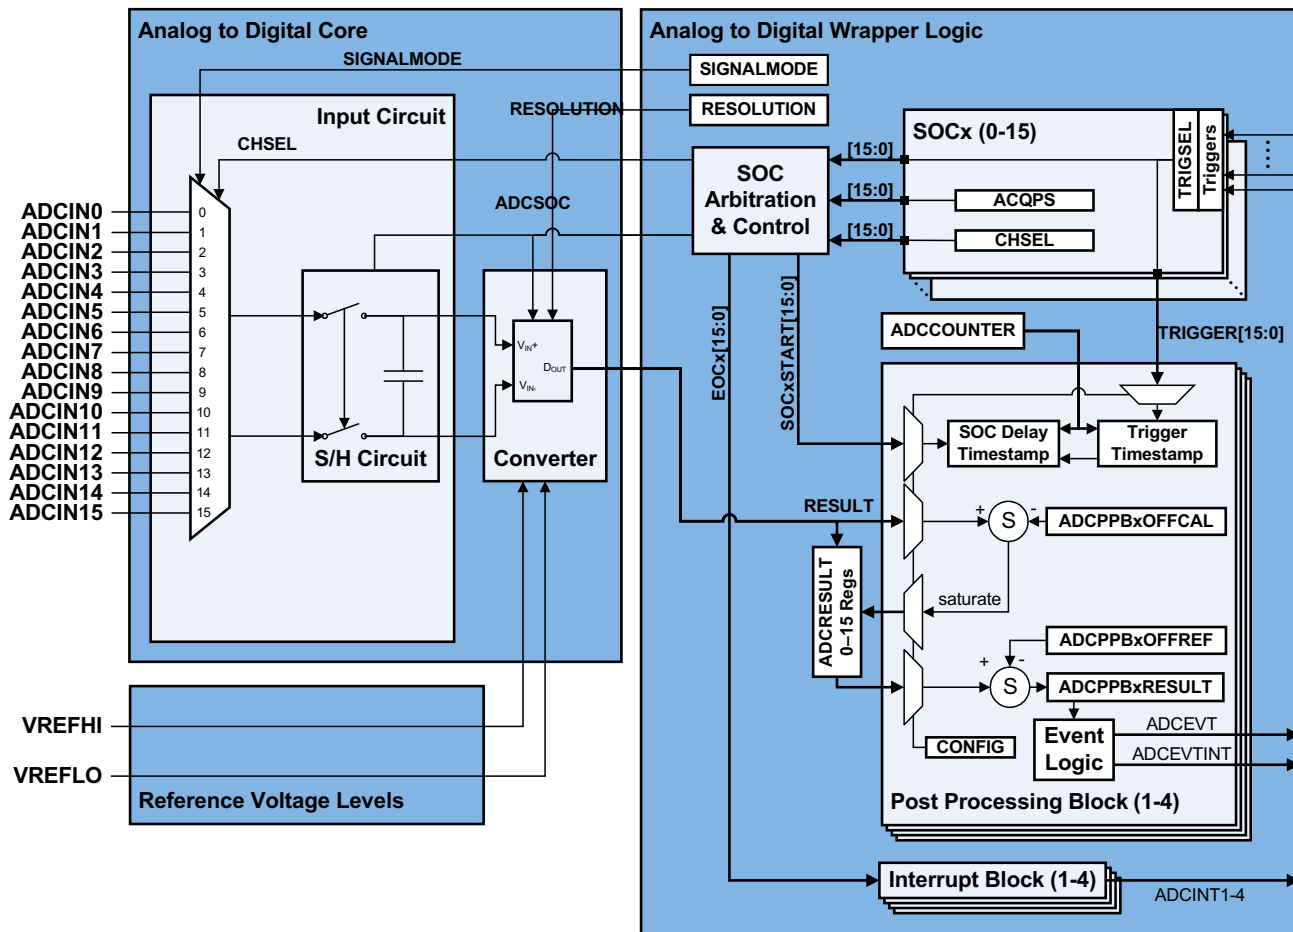 Analog to Digital Core
Analog to Digital Wrapper Logic
SIGNALMODE
SIGNALMODE
RESOLUTION
RESOLUTION
Input Circuit
CHSEL
SOCx (0-15)
TRIGSEL
Triggers
[15:0]
SOC
Arbitration
& Control
[15:0]
ACQPS
[15:0]
CHSEL
ADCSOC
ADCIN0
ADCIN1
ADCIN2
ADCIN3
ADCIN4
ADCIN5
ADCIN6
ADCIN7
ADCIN8
ADCIN9
ADCIN10
ADCIN11
ADCIN12
ADCIN13
ADCIN14
ADCIN15
0
1
2
3
4
5
6
7
8
9
10
11
12
13
14
15
S/H Circuit
VIN+
VIN-
DOUT
Converter
EOCx[15:0]
SOCxSTART[15:0]
ADCCOUNTER
TRIGGER[15:0]
SOC Delay
Timestamp
Trigger
Timestamp
RESULT
+
S
-
ADCPPBxOFFCAL
saturate
ADCRESULT
0–15 Regs
ADCPPBxOFFREF
+
-
S
ADCPPBxRESULT
CONFIG
Event
Logic
ADCEVT
ADCEVTINT
Post Processing Block (1-4)
VREFHI
VREFLO
Reference Voltage Levels
Interrupt Block (1-4)
ADCINT1-4